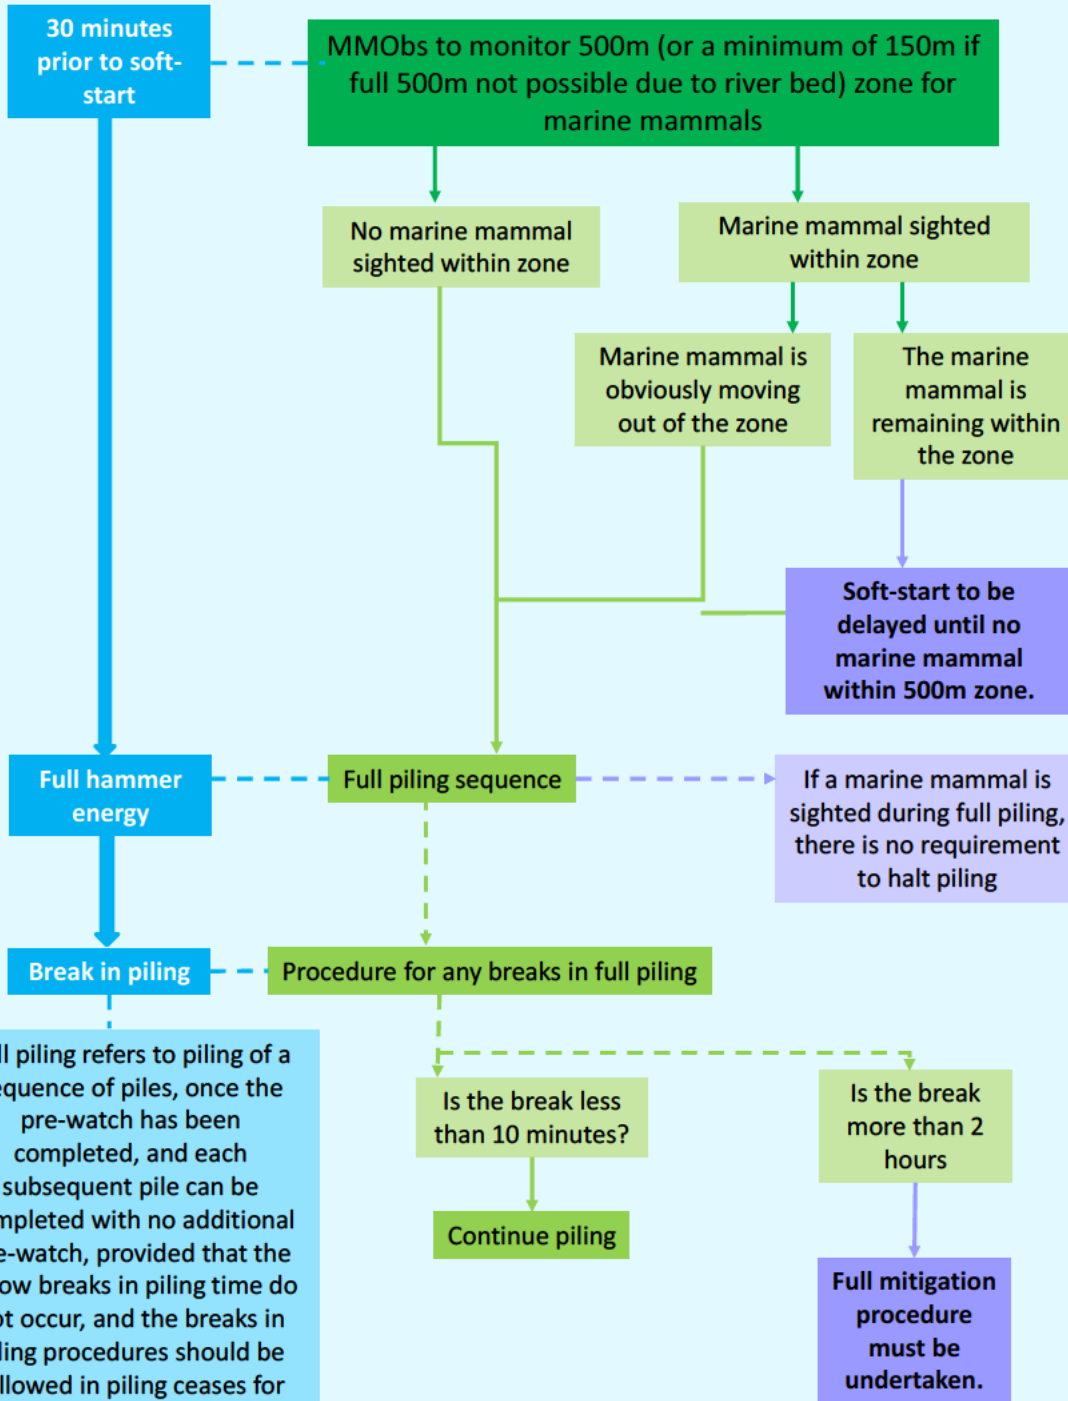 30 minutes
prior to soft-
start
MMObs to monitor 500m (or a minimum of 150m if
full 500m not possible due to river bed) zone for
marine mammals
No marine mammal
sighted within zone
Marine mammal sighted
within zone
Marine mammal is
obviously moving
out of the zone
The marine
mammal is
remaining within
the zone
Soft-start to be
delayed until no
marine mammal
within 500m zone.
Full hammer
energy
Full piling sequence
If a marine mammal is
sighted during full piling,
there is no requirement
to halt piling
Break in piling
Procedure for any breaks in full piling
ll piling refers to piling of a
equence of piles, once the
pre-watch has been
completed, and each
subsequent pile can be
mpleted with no additional
e-watch, provided that the
ow breaks in piling time do
ot occur, and the breaks in
ling procedures should be
llowed in piling ceases for
Is the break less
than 10 minutes?
Continue piling
Is the break
more than 2
hours
Full mitigation
procedure
must be
undertaken.